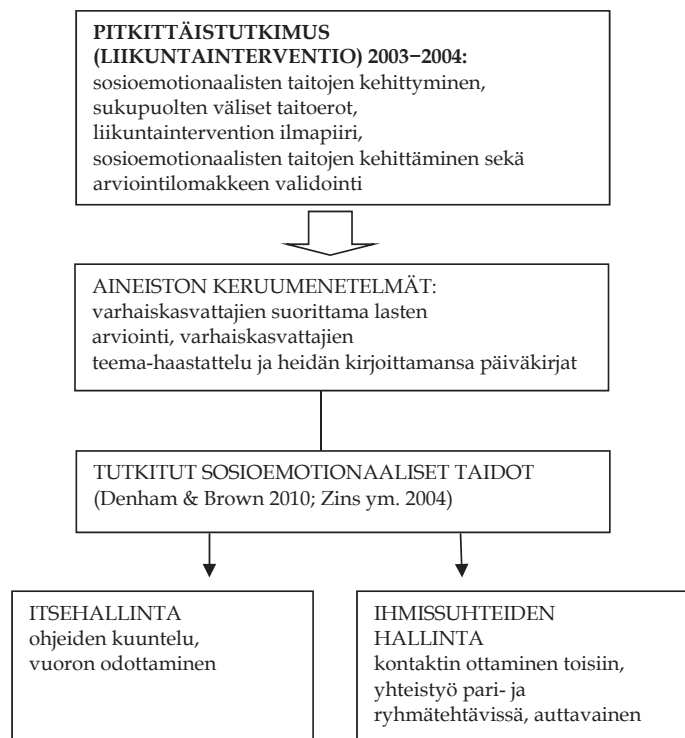 PITKITTÄISTUTKIMUS
(LIIKUNTAINTERVENTIO) 2003−2004:
sosioemotionaalisten taitojen kehittyminen,
sukupuolten väliset taitoerot,
liikuntaintervention ilmapiiri,
sosioemotionaalisten taitojen kehittäminen sekä
arviointilomakkeen validointi
AINEISTON KERUUMENETELMÄT:
varhaiskasvattajien suorittama lasten
arviointi, varhaiskasvattajien
teema-haastattelu ja heidän kirjoittamansa päiväkirjat
TUTKITUT SOSIOEMOTIONAALISET TAIDOT
(Denham & Brown 2010; Zins ym. 2004)
ITSEHALLINTA
ohjeiden kuuntelu,
vuoron odottaminen
IHMISSUHTEIDEN
HALLINTA
kontaktin ottaminen toisiin,
yhteistyö pari- ja
ryhmätehtävissä, auttavainen